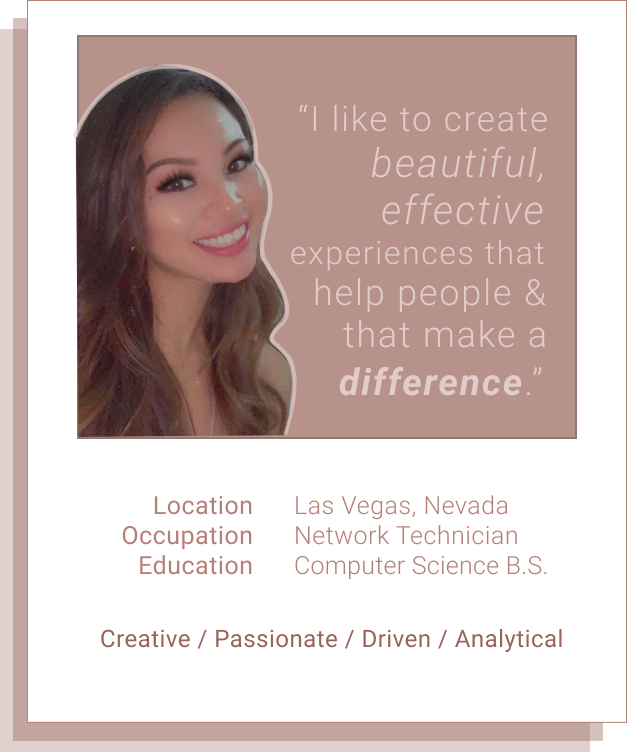 “I like to create
beautiful,
effective
experiences that
help people &
that make a
difference.”
Location Las Vegas, Nevada
Occupation Network Technician
Education Computer Science B.S.
Creative / Passionate / Driven / Analytical